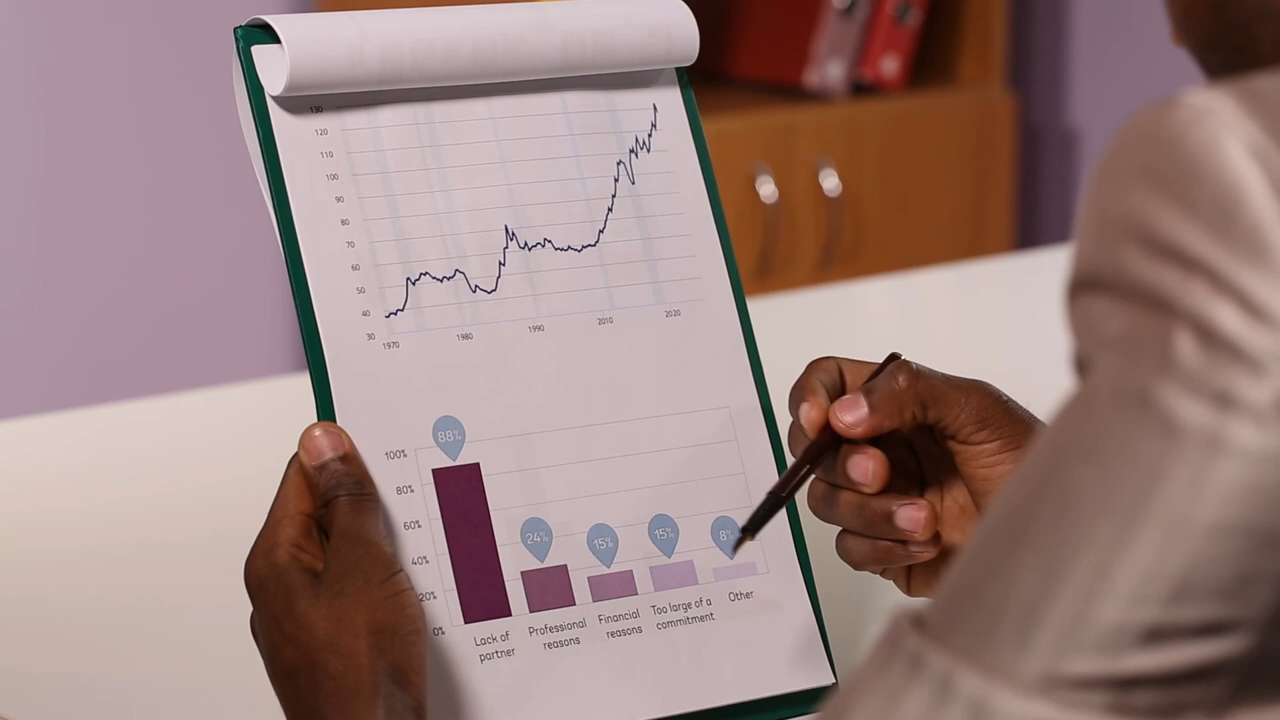 130
120
110
100
90
80
70
60
50
40
30
1970 1980 1990 2010 2020
88%
100%
80%
24% 15% 15% 8%
60%
40%
20%
0%
Lack of partner
Professional reasons
Financial reasons
Too large of a commitment
Other